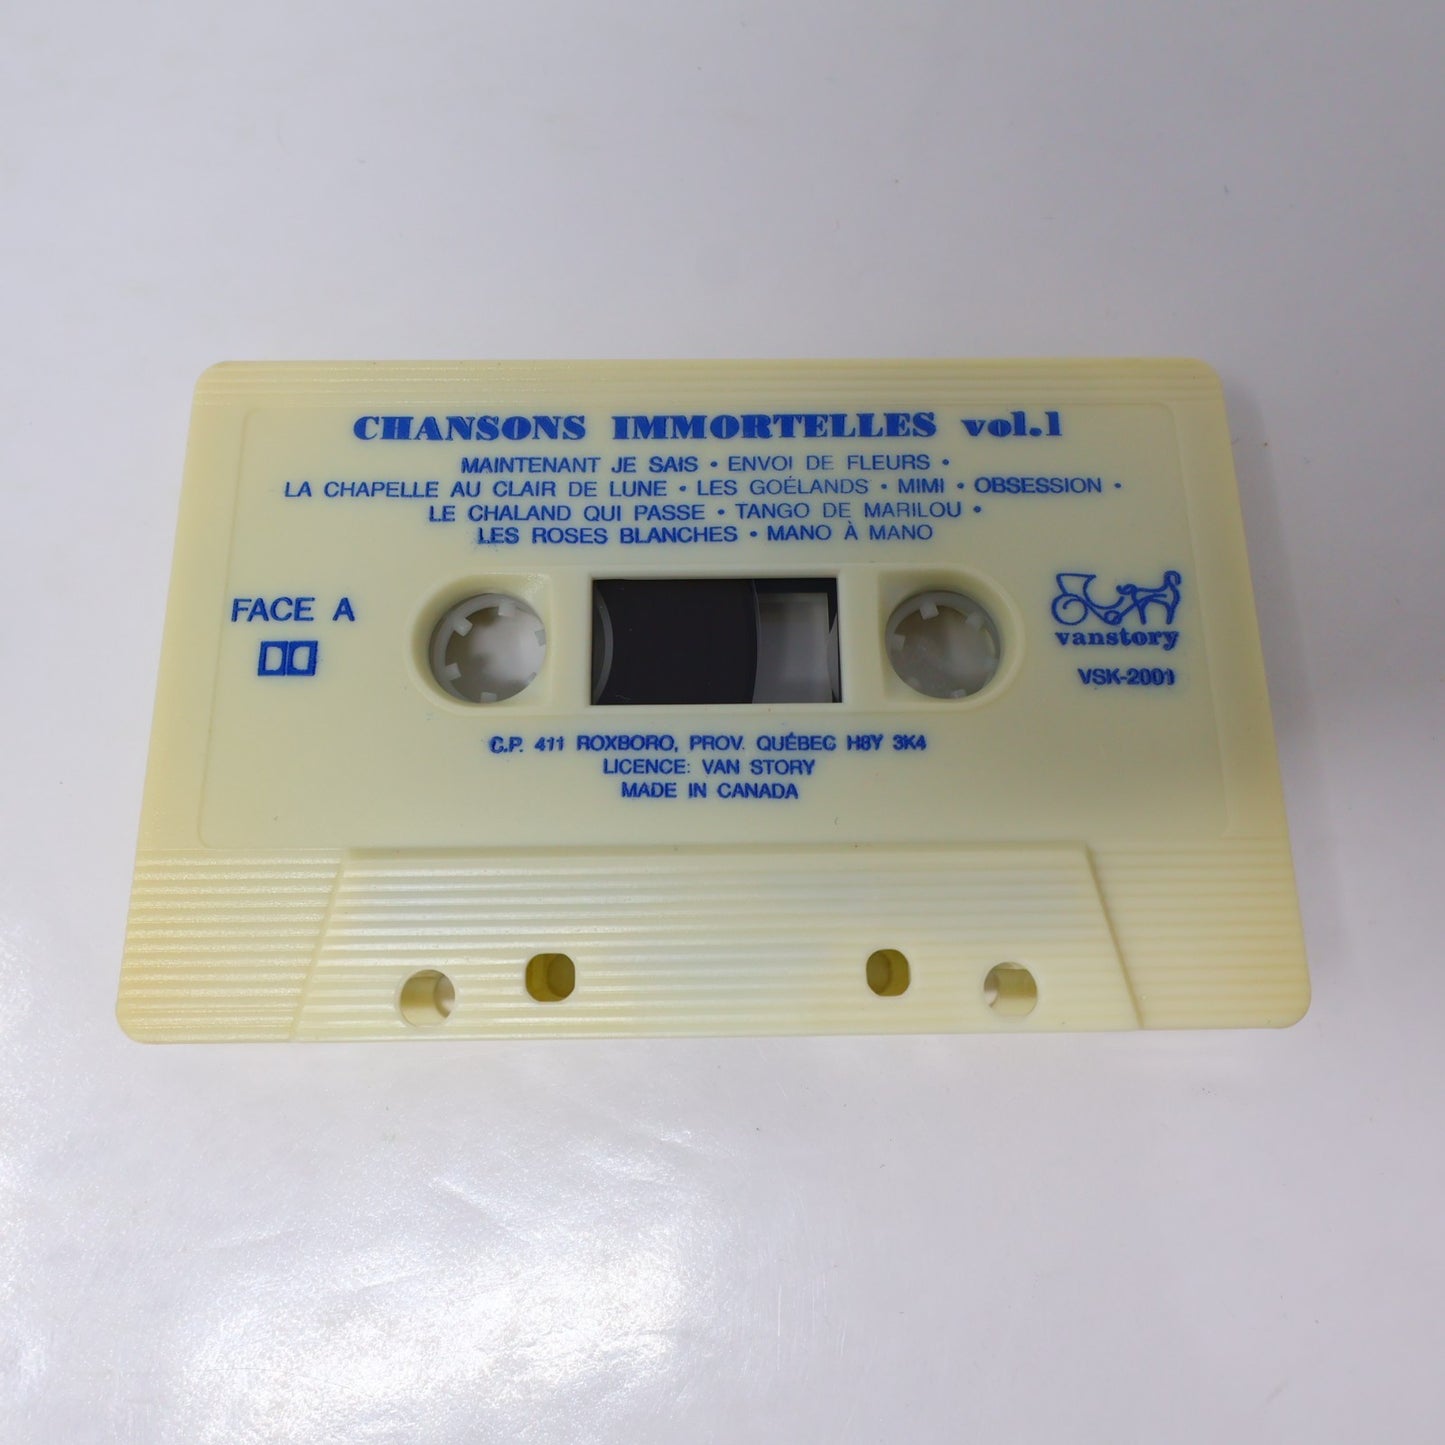 CHANSONS IMMORTELLES vol.1
MAINTENANT JE SAIS • ENVOI DE FLEURS •
LA CHAPELLE AU CLAIR DE LUNE • LES GOÉLANDS • MIMI • OBSESSION •
LE CHALAND QUI PASSE • TANGO DE MARILOU •
LES ROSES BLANCHES • MANO À MANO
FACE A
vanstory
VSK-2001
C.P. 411 ROXBORO, PROV. QUÉBEC H8Y 3K4
LICENCE: VAN STORY
MADE IN CANADA